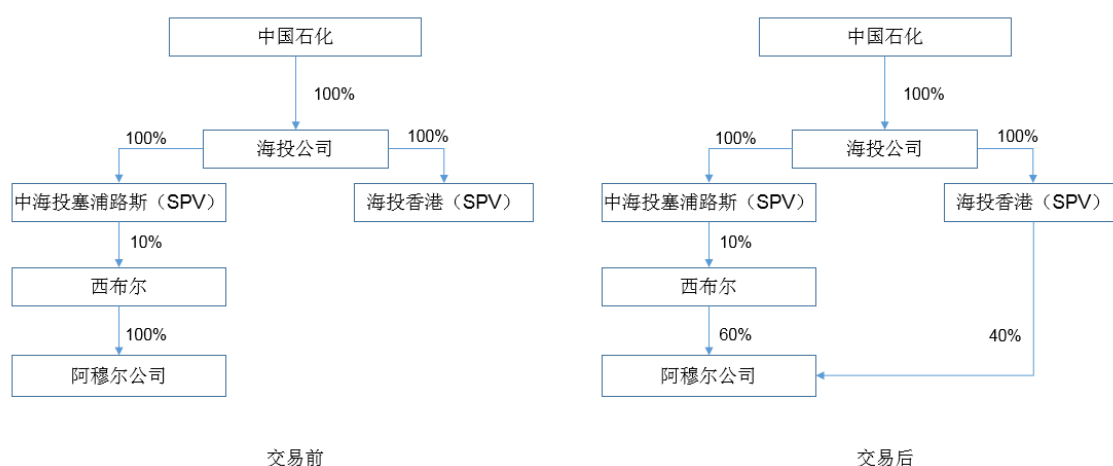 中国石化
100%
100%
海投公司
100%
中海投塞浦路斯（SPV）
海投香港（SPV）
10%
西布尔
100%
阿穆尔公司
交易前
中国石化
100%
100%
海投公司
100%
中海投塞浦路斯（SPV）
海投香港（SPV）
10%
西布尔
60%
40%
阿穆尔公司
交易后